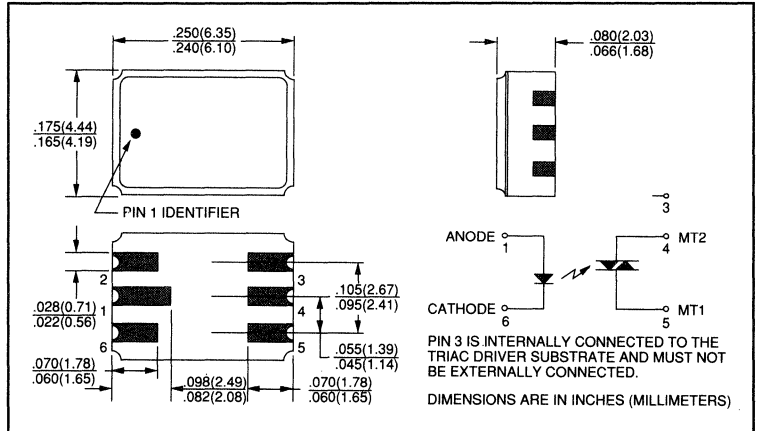 .250(6.35)
.240(6.10)
.080(2.03)
.066(1.68)
.175(4.44)
.165(4.19)
PIN 1 IDENTIFIER
3
ANODE 1
4 MT2
CATHODE 6
MT1 5
2
3
.105(2.67)
.095(2.41)
.028(0.71)
.022(0.56)
1
4
6
5
.055(1.39)
.045(1.14)
.070(1.78)
.060(1.65)
.098(2.49)
.082(2.08)
.070(1.78)
.060(1.65)
PIN 3 IS INTERNALLY CONNECTED TO THE
TRIAC DRIVER SUBSTRATE AND MUST NOT
BE EXTERNALLY CONNECTED.
DIMENSIONS ARE IN INCHES (MILLIMETERS)